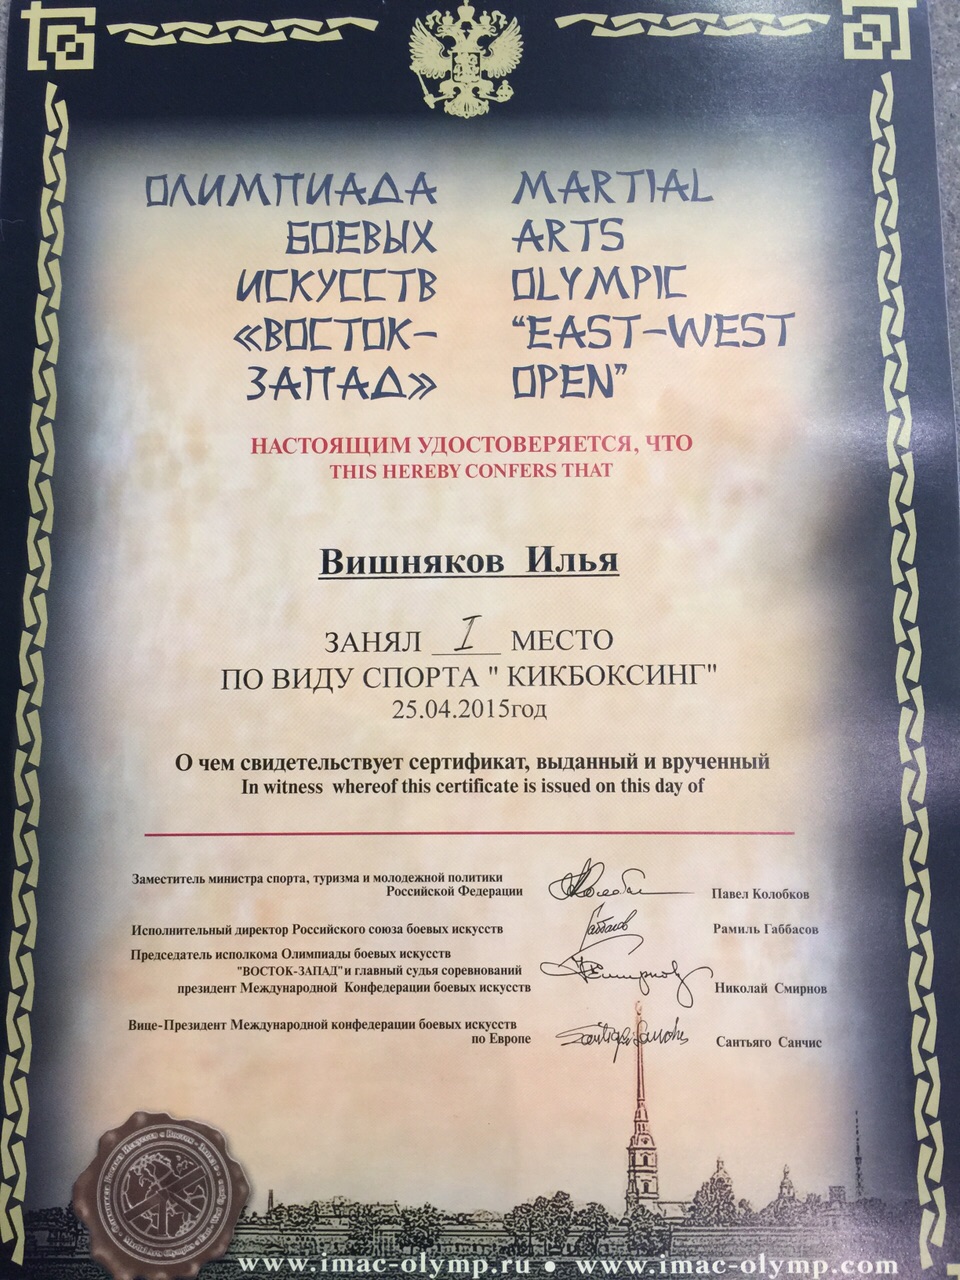 ОЛИМПИАДА
БОЕВЫХ
ИСКУССТВ
«ВОСТОК-
ЗАПАД»
MARTIAL
ARTS
OLYMPIC
“EAST-WEST
OPEN”
НАСТОЯЩИМ УДОСТОВЕРЯЕТСЯ, ЧТО
THIS HEREBY CONFERS THAT
Вишняков Илья
ЗАНЯЛ I МЕСТО
ПО ВИДУ СПОРТА " КИКБОКСИНГ"
25.04.2015год
О чем свидетельствует сертификат, выданный и врученный
In witness whereof this certificate is issued on this day of
Заместитель министра спорта, туризма и молодежной политики
Российской Федерации
Павел Колобков
Исполнительный директор Российского союза боевых искусств
Рамиль Габбасов
Председатель исполкома Олимпиады боевых искусств
"ВОСТОК-ЗАПАД"и главный судья соревнований
президент Международной Конфедерации боевых искусств
Николай Смирнов
Вице-Президент Международной конфедерации боевых искусств
по Европе
Сантьяго Санчис
www.imac-olymp.ru • www.imac-olymp.com